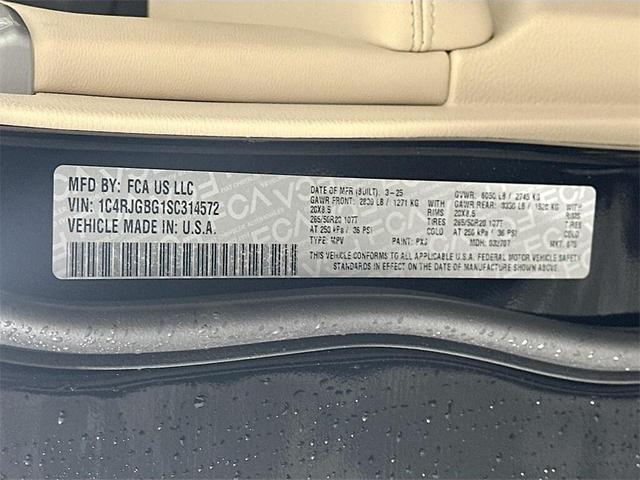 MFD BY: FCA US LLC
VIN: 1C4RJGBG1SC314572
VEHICLE MADE IN: U.S.A.
DATE OF MFR (BUILT): 3-25
GVWR: 6050 LB / 2745 KG
GAWR FRONT: 2800 LB / 1271 KG
GAWR REAR: 3350 LB / 1520 KG
20X8.5 RIMS 20X8.5 RIMS
265/50R20 107T TIRES 265/50R20 107T TIRES
AT 250 kPa / 36 PSI COLD AT 250 kPa / 36 PSI COLD
TYPE: MPV PAINT: PXJ MDH: 032707
THIS VEHICLE CONFORMS TO ALL APPLICABLE U.S.A. FEDERAL MOTOR VEHICLE SAFETY
STANDARDS IN EFFECT ON THE DATE OF MANUFACTURE SHOWN ABOVE.